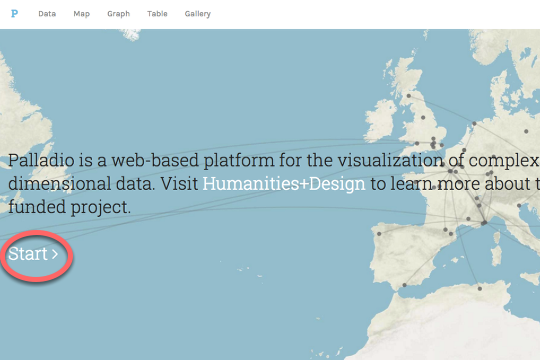 P Data Map Graph Table Gallery
Palladio is a web-based platform for the visualization of complex
dimensional data. Visit Humanities+Design to learn more about t
funded project.
Start >